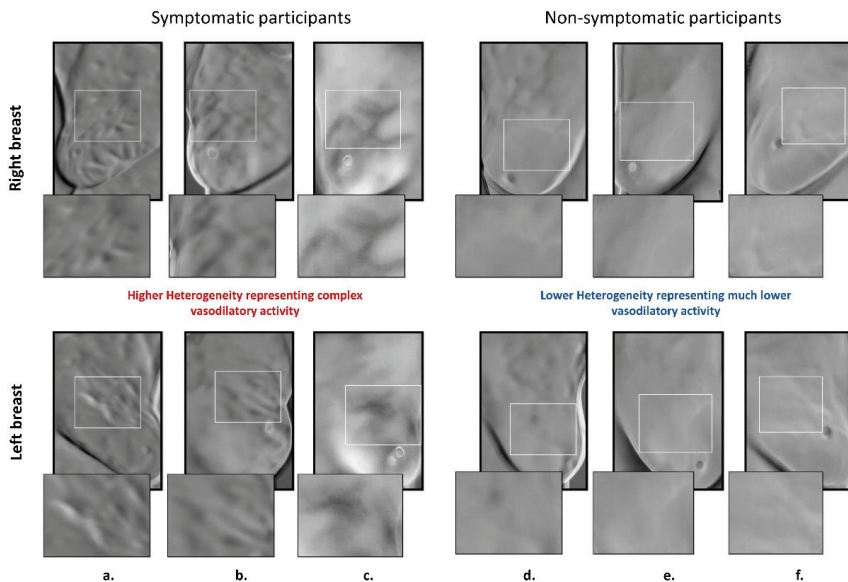 Symptomatic participants
Non-symptomatic participants
Right breast
Higher Heterogeneity representing complex
vasodilatory activity
Lower Heterogeneity representing much lower
vasodilatory activity
Left breast
a.
b.
c.
d.
e.
f.